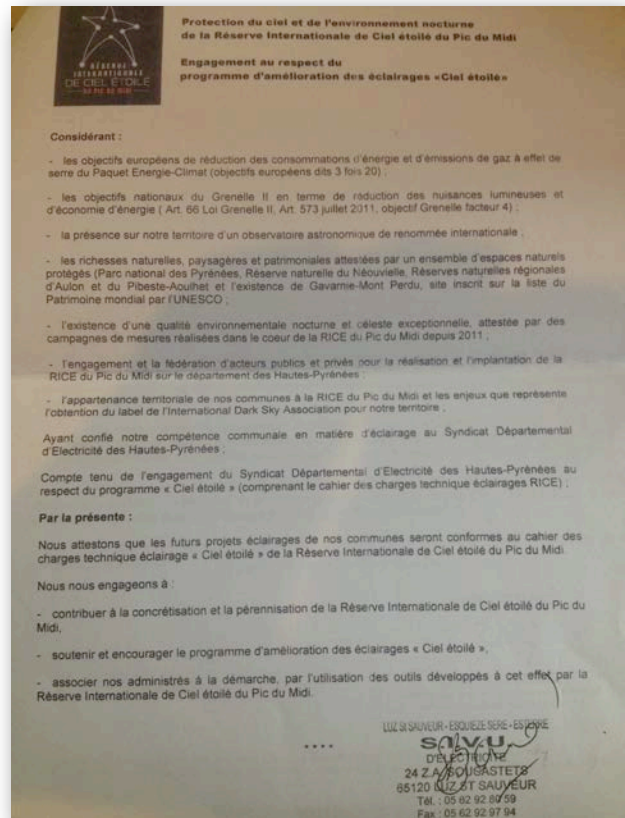 RÉSERVE
INTERNATIONALE
DE CIEL ÉTOILÉ
DU PIC DU MIDI
Protection du ciel et de l'environnement nocturne
de la Réserve Internationale de Ciel étoilé du Pic du Midi
Engagement au respect du
programme d'amélioration des éclairages «Ciel étoilé»
Considérant :
- les objectifs européens de réduction des consommations d'énergie et d'émissions de gaz à effet de
serre du Paquet Energie-Climat (objectifs européens dits 3 fois 20) ;
- les objectifs nationaux du Grenelle II en terme de réduction des nuisances lumineuses et
d'économie d'énergie ( Art. 66 Loi Grenelle II, Art. 573 juillet 2011, objectif Grenelle facteur 4) ;
- la présence sur notre territoire d'un observatoire astronomique de renommée internationale ;
- les richesses naturelles, paysagères et patrimoniales attestées par un ensemble d'espaces naturels
protégés (Parc national des Pyrénées, Réserve naturelle du Néouvielle, Réserves naturelles régionales
d'Aulon et du Pibeste-Aoulhet et l'existence de Gavarnie-Mont Perdu, site inscrit sur la liste du
Patrimoine mondial par l'UNESCO ;
- l'existence d'une qualité environnementale nocturne et céleste exceptionnelle, attestée par des
campagnes de mesures réalisées dans le coeur de la RICE du Pic du Midi depuis 2011 ;
- l'engagement et la fédération d'acteurs publics et privés pour la réalisation et l'implantation de la
RICE du Pic du Midi sur le département des Hautes-Pyrénées ;
- l'appartenance territoriale de nos communes à la RICE du Pic du Midi et les enjeux que représente
l'obtention du label de l'International Dark Sky Association pour notre territoire ;
Ayant confié notre compétence communale en matière d'éclairage au Syndicat Départemental
d'Electricité des Hautes-Pyrénées ;
Compte tenu de l'engagement du Syndicat Départemental d'Electricité des Hautes-Pyrénées au
respect du programme « Ciel étoilé » (comprenant le cahier des charges technique éclairages RICE) ;
Par la présente :
Nous attestons que les futurs projets éclairages de nos communes seront conformes au cahier des
charges technique éclairage « Ciel étoilé » de la Réserve Internationale de Ciel étoilé du Pic du Midi
Nous nous engageons à :
- contribuer à la concrétisation et la pérennisation de la Réserve Internationale de Ciel étoilé du Pic du
Midi,
- soutenir et encourager le programme d'amélioration des éclairages « Ciel étoilé »,
- associer nos administrés à la démarche, par l'utilisation des outils développés à cet effet par la
Réserve Internationale de Ciel étoilé du Pic du Midi.
....
LUZ St SAUVEUR - ESQUIEZE SERE - ESTERRE
S.I.V.U.
D'ÉLECTRICITÉ
24 Z.A. SOUGASTETS
65120 LUZ ST SAUVEUR
Tél. : 05 62 92 80 59
Fax : 05 62 92 97 94